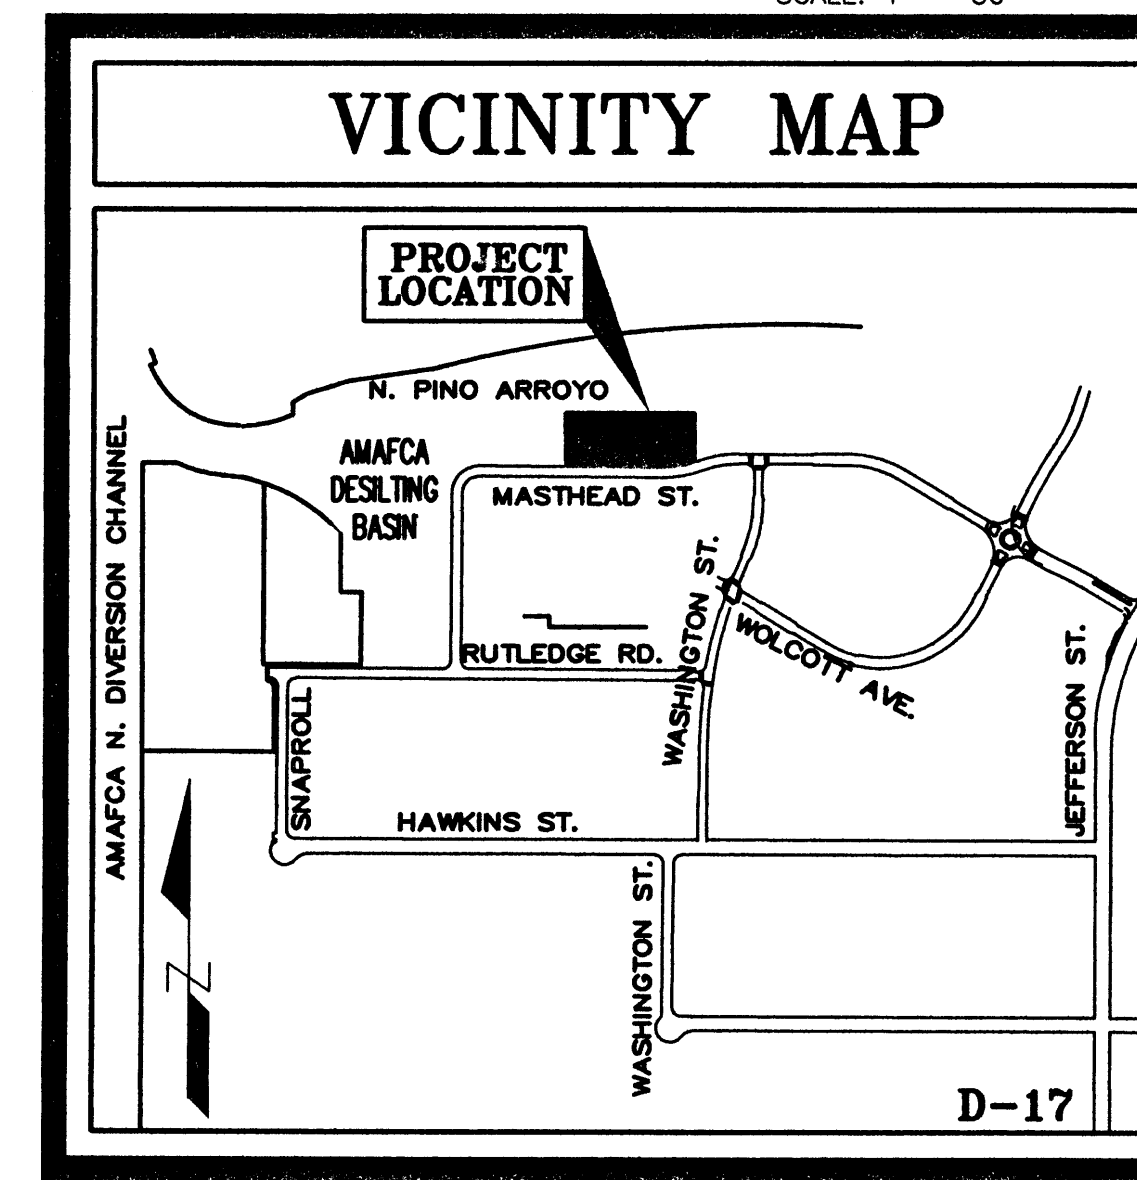 VICINITY MAP
PROJECT
LOCATION
N. PINO ARROYO
AMAFCA
DESILTING
BASIN
MASTHEAD ST.
AMAFCA N. DIVERSION CHANNEL
WASHINGTON ST.
WOLCOTT AVE.
RUTLEDGE RD.
JEFFERSON ST.
SNAPROLL
HAWKINS ST.
WASHINGTON ST.
D-17